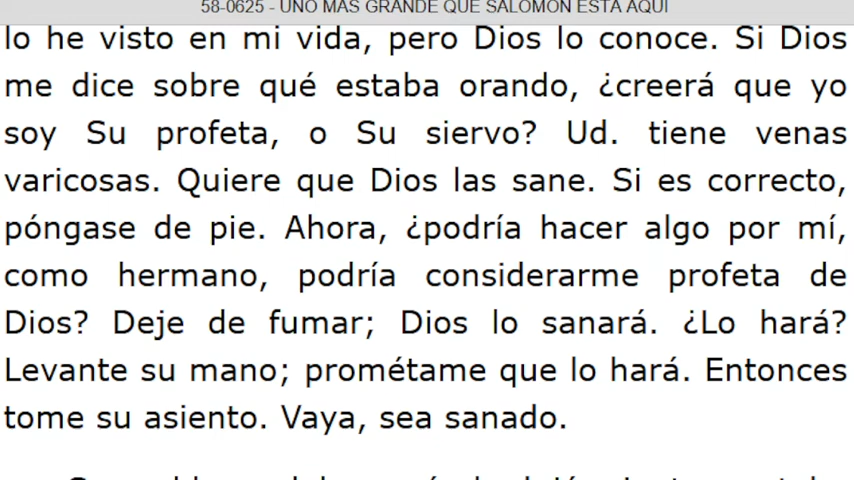 58-0625 - UNO MAS GRANDE QUE SALOMON ESTA AQUI
lo he visto en mi vida, pero Dios lo conoce. Si Dios
me dice sobre qué estaba orando, ¿creerá que yo
soy Su profeta, o Su siervo? Ud. tiene venas
varicosas. Quiere que Dios las sane. Si es correcto,
póngase de pie. Ahora, ¿podría hacer algo por mí,
como hermano, podría considerarme profeta de
Dios? Deje de fumar; Dios lo sanará. ¿Lo hará?
Levante su mano; prométame que lo hará. Entonces
tome su asiento. Vaya, sea sanado.